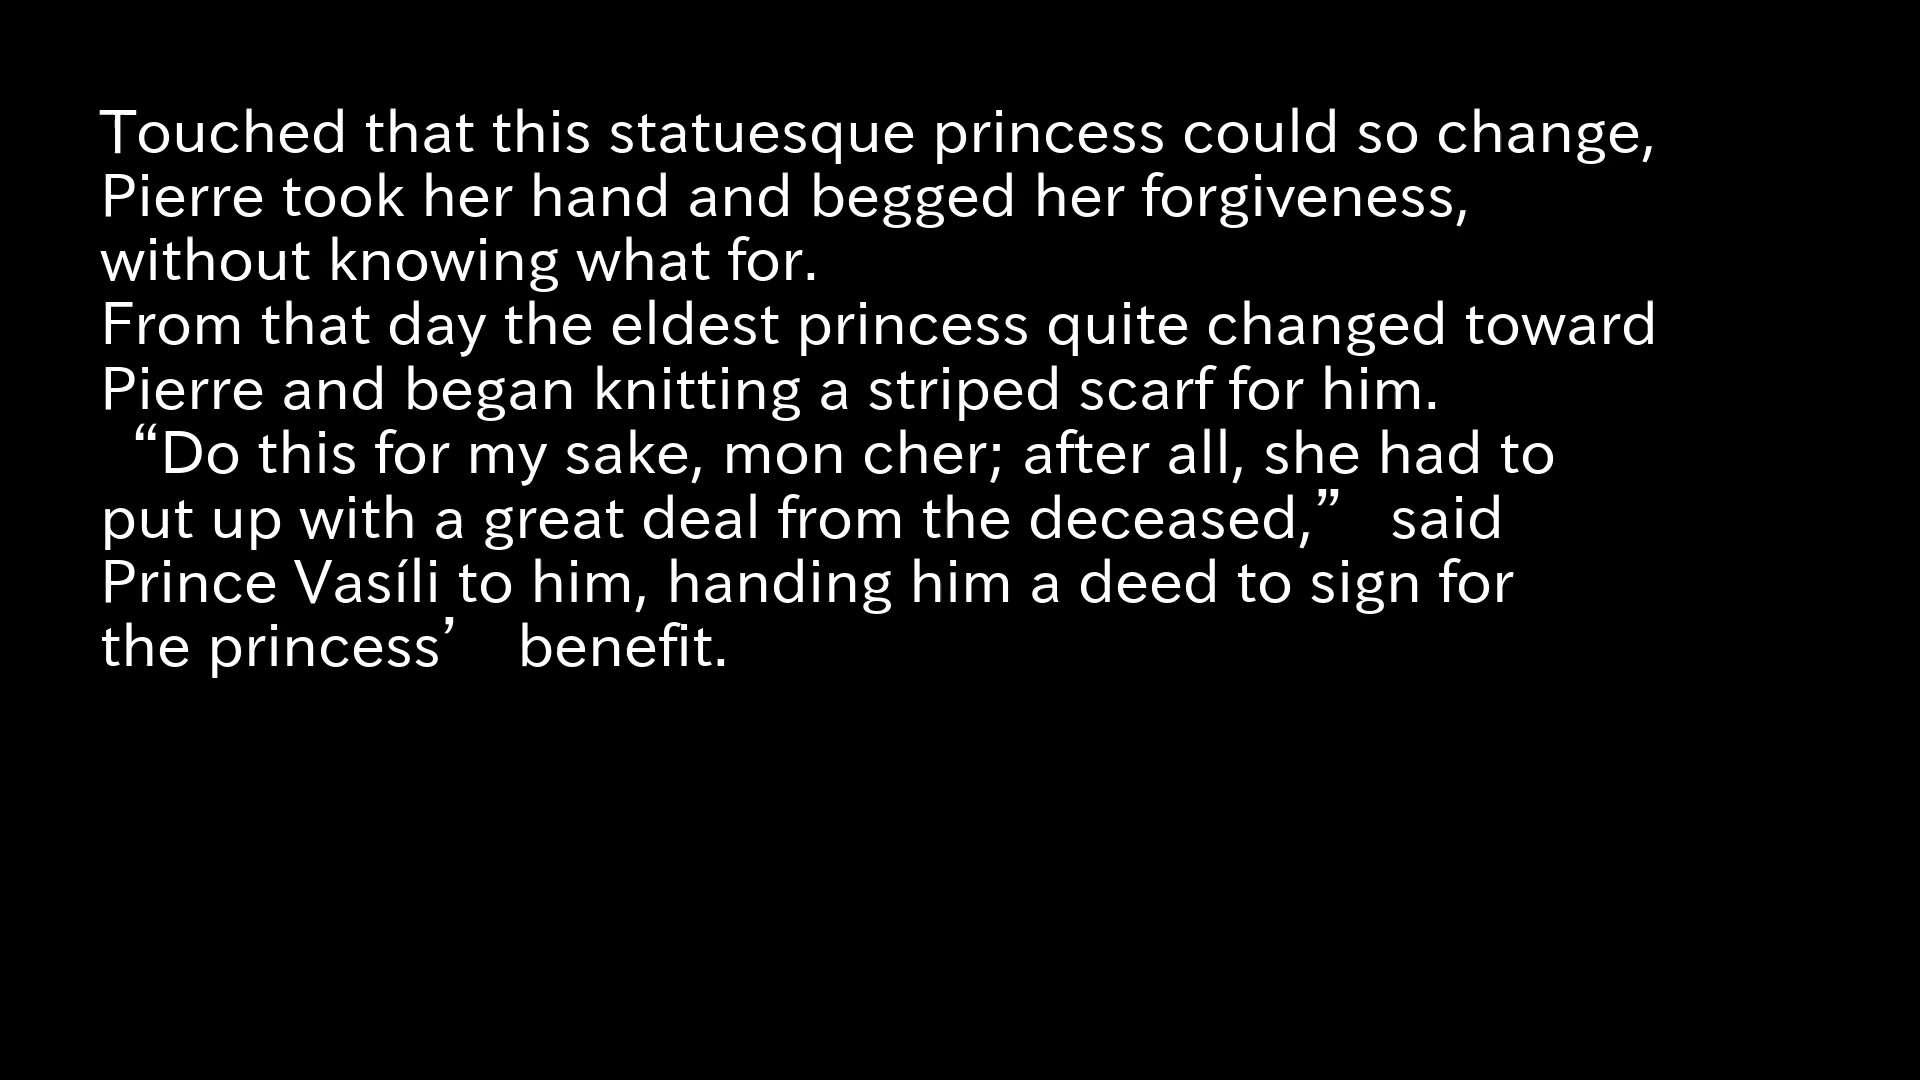 Touched that this statuesque princess could so change,
Pierre took her hand and begged her forgiveness,
without knowing what for.
From that day the eldest princess quite changed toward
Pierre and began knitting a striped scarf for him.
“Do this for my sake, mon cher; after all, she had to
put up with a great deal from the deceased,” said
Prince Vasíli to him, handing him a deed to sign for
the princess’ benefit.